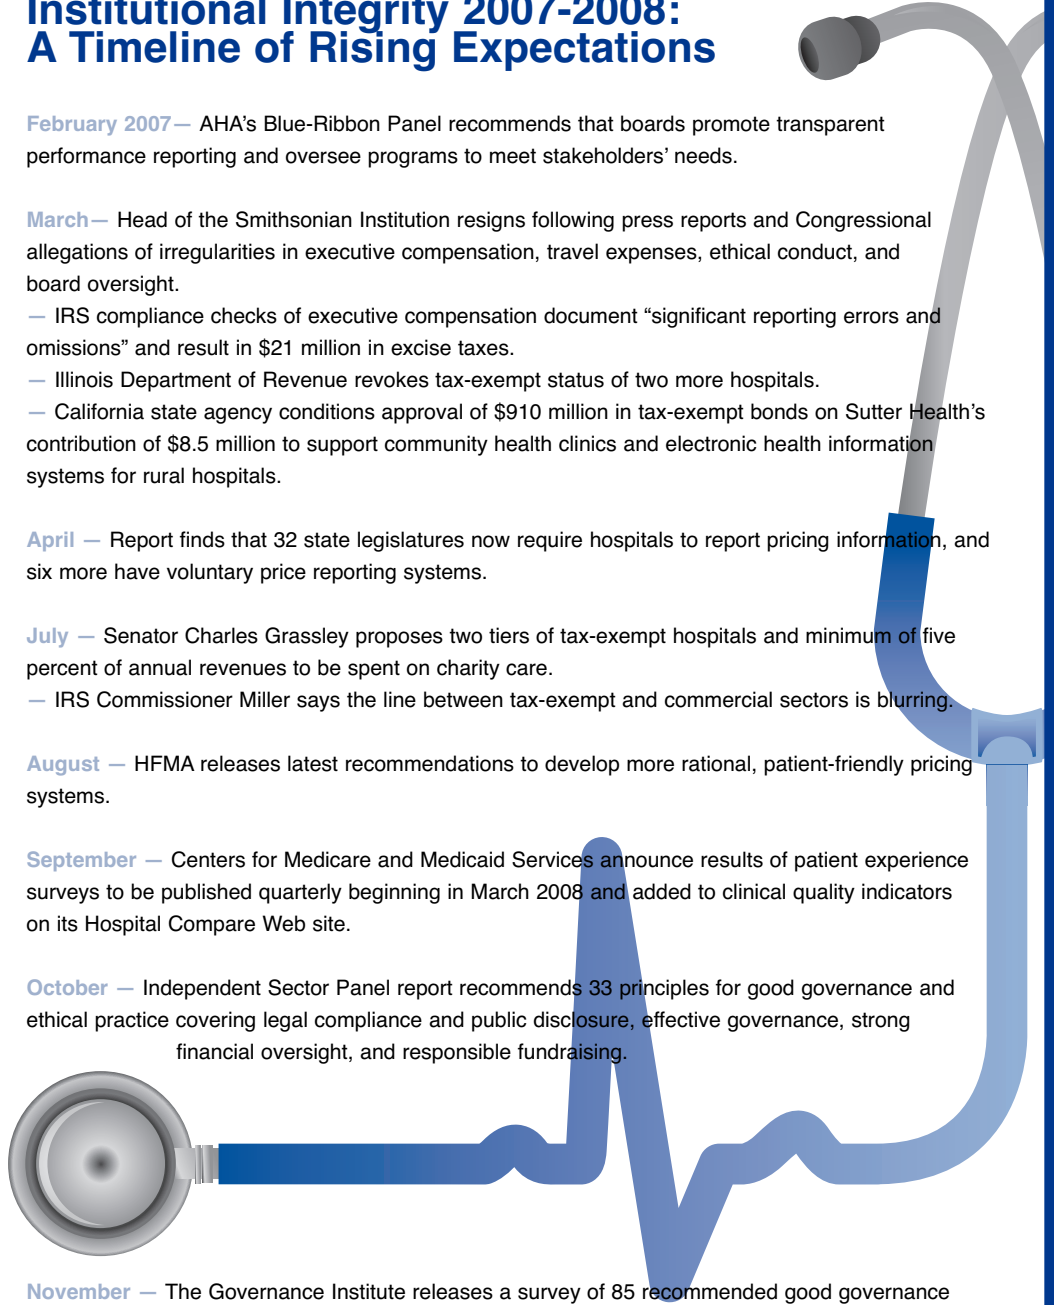 Institutional Integrity 2007-2008:
A Timeline of Rising Expectations
February 2007— AHA’s Blue-Ribbon Panel recommends that boards promote transparent
performance reporting and oversee programs to meet stakeholders’ needs.
March— Head of the Smithsonian Institution resigns following press reports and Congressional
allegations of irregularities in executive compensation, travel expenses, ethical conduct, and
board oversight.
— IRS compliance checks of executive compensation document “significant reporting errors and
omissions” and result in $21 million in excise taxes.
— Illinois Department of Revenue revokes tax-exempt status of two more hospitals.
— California state agency conditions approval of $910 million in tax-exempt bonds on Sutter Health’s
contribution of $8.5 million to support community health clinics and electronic health information
systems for rural hospitals.
April — Report finds that 32 state legislatures now require hospitals to report pricing information, and
six more have voluntary price reporting systems.
July — Senator Charles Grassley proposes two tiers of tax-exempt hospitals and minimum of five
percent of annual revenues to be spent on charity care.
— IRS Commissioner Miller says the line between tax-exempt and commercial sectors is blurring.
August — HFMA releases latest recommendations to develop more rational, patient-friendly pricing
systems.
September — Centers for Medicare and Medicaid Services announce results of patient experience
surveys to be published quarterly beginning in March 2008 and added to clinical quality indicators
on its Hospital Compare Web site.
October — Independent Sector Panel report recommends 33 principles for good governance and
ethical practice covering legal compliance and public disclosure, effective governance, strong
financial oversight, and responsible fundraising.
November — The Governance Institute releases a survey of 85 recommended good governance